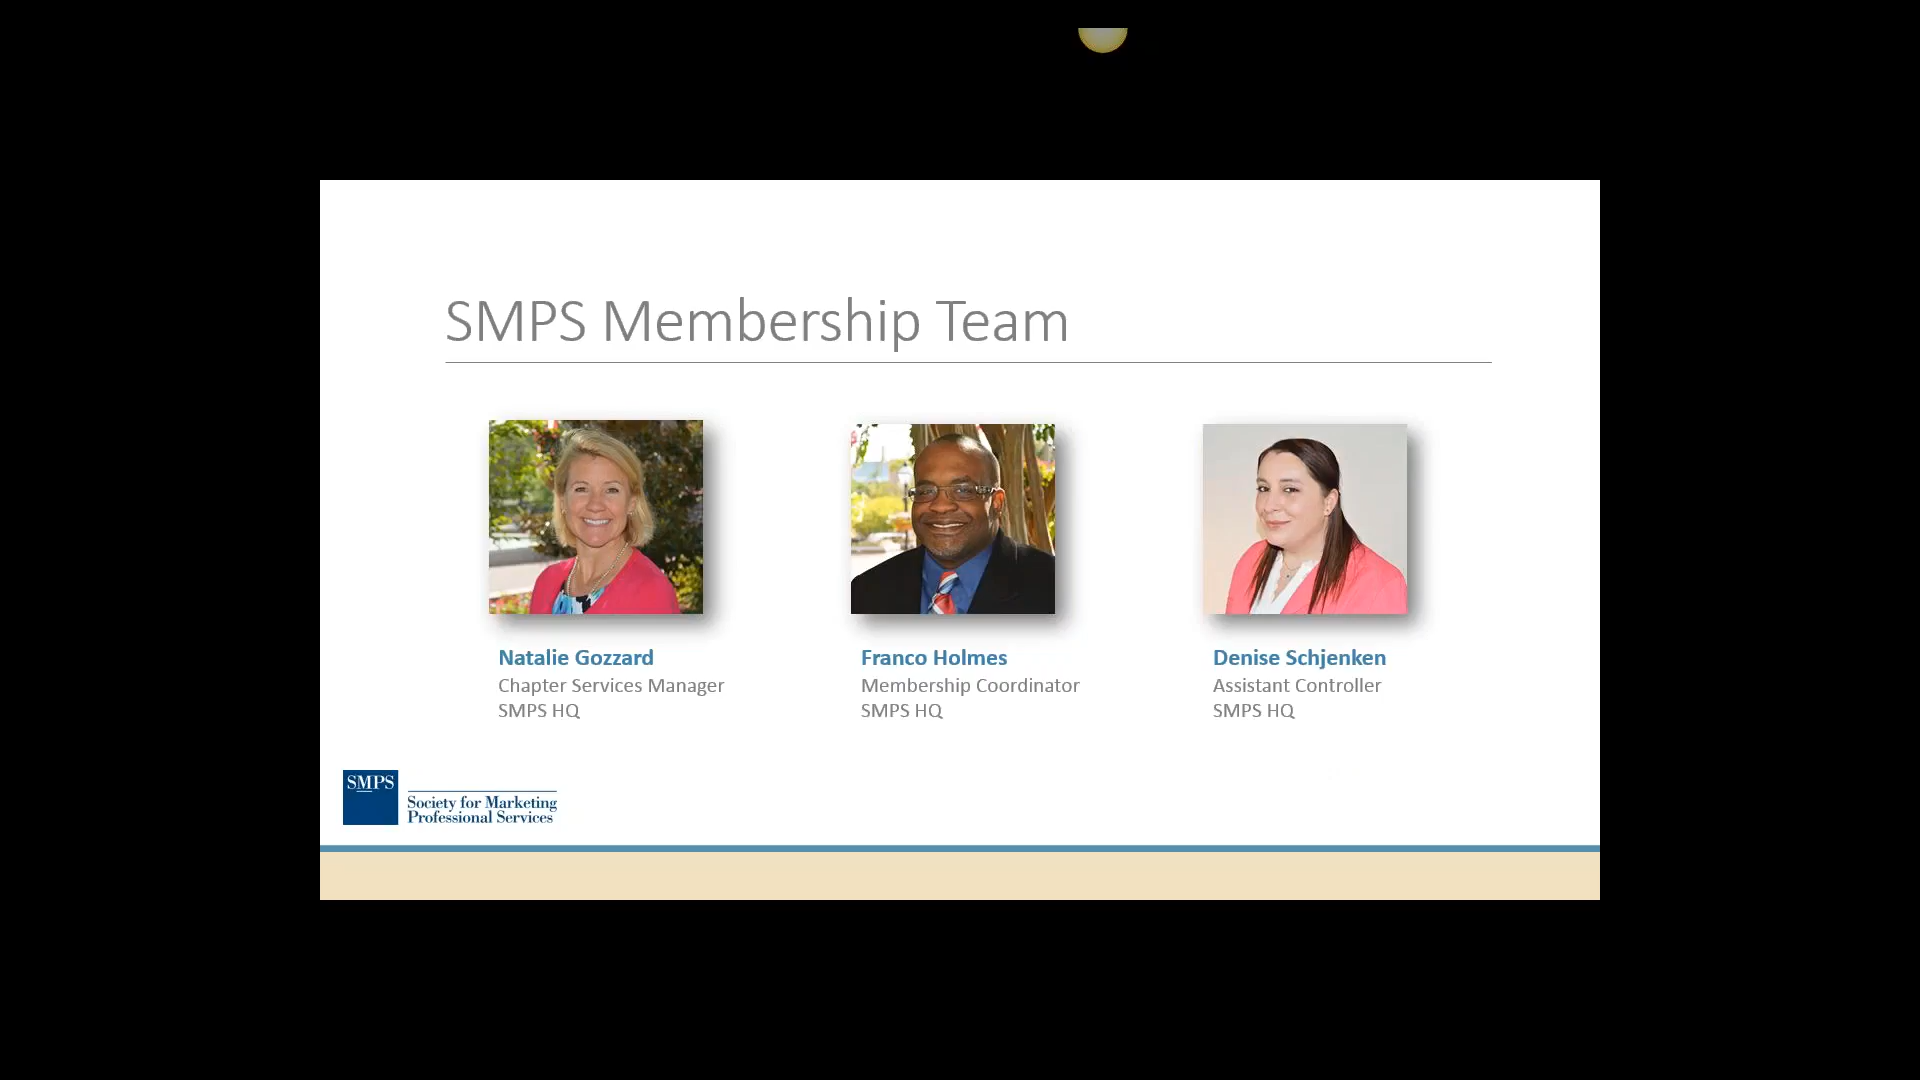 SMPS Membership Team
Natalie Gozzard
Chapter Services Manager
SMPS HQ
Franco Holmes
Membership Coordinator
SMPS HQ
Denise Schjenken
Assistant Controller
SMPS HQ
SMPS
Society for Marketing
Professional Services